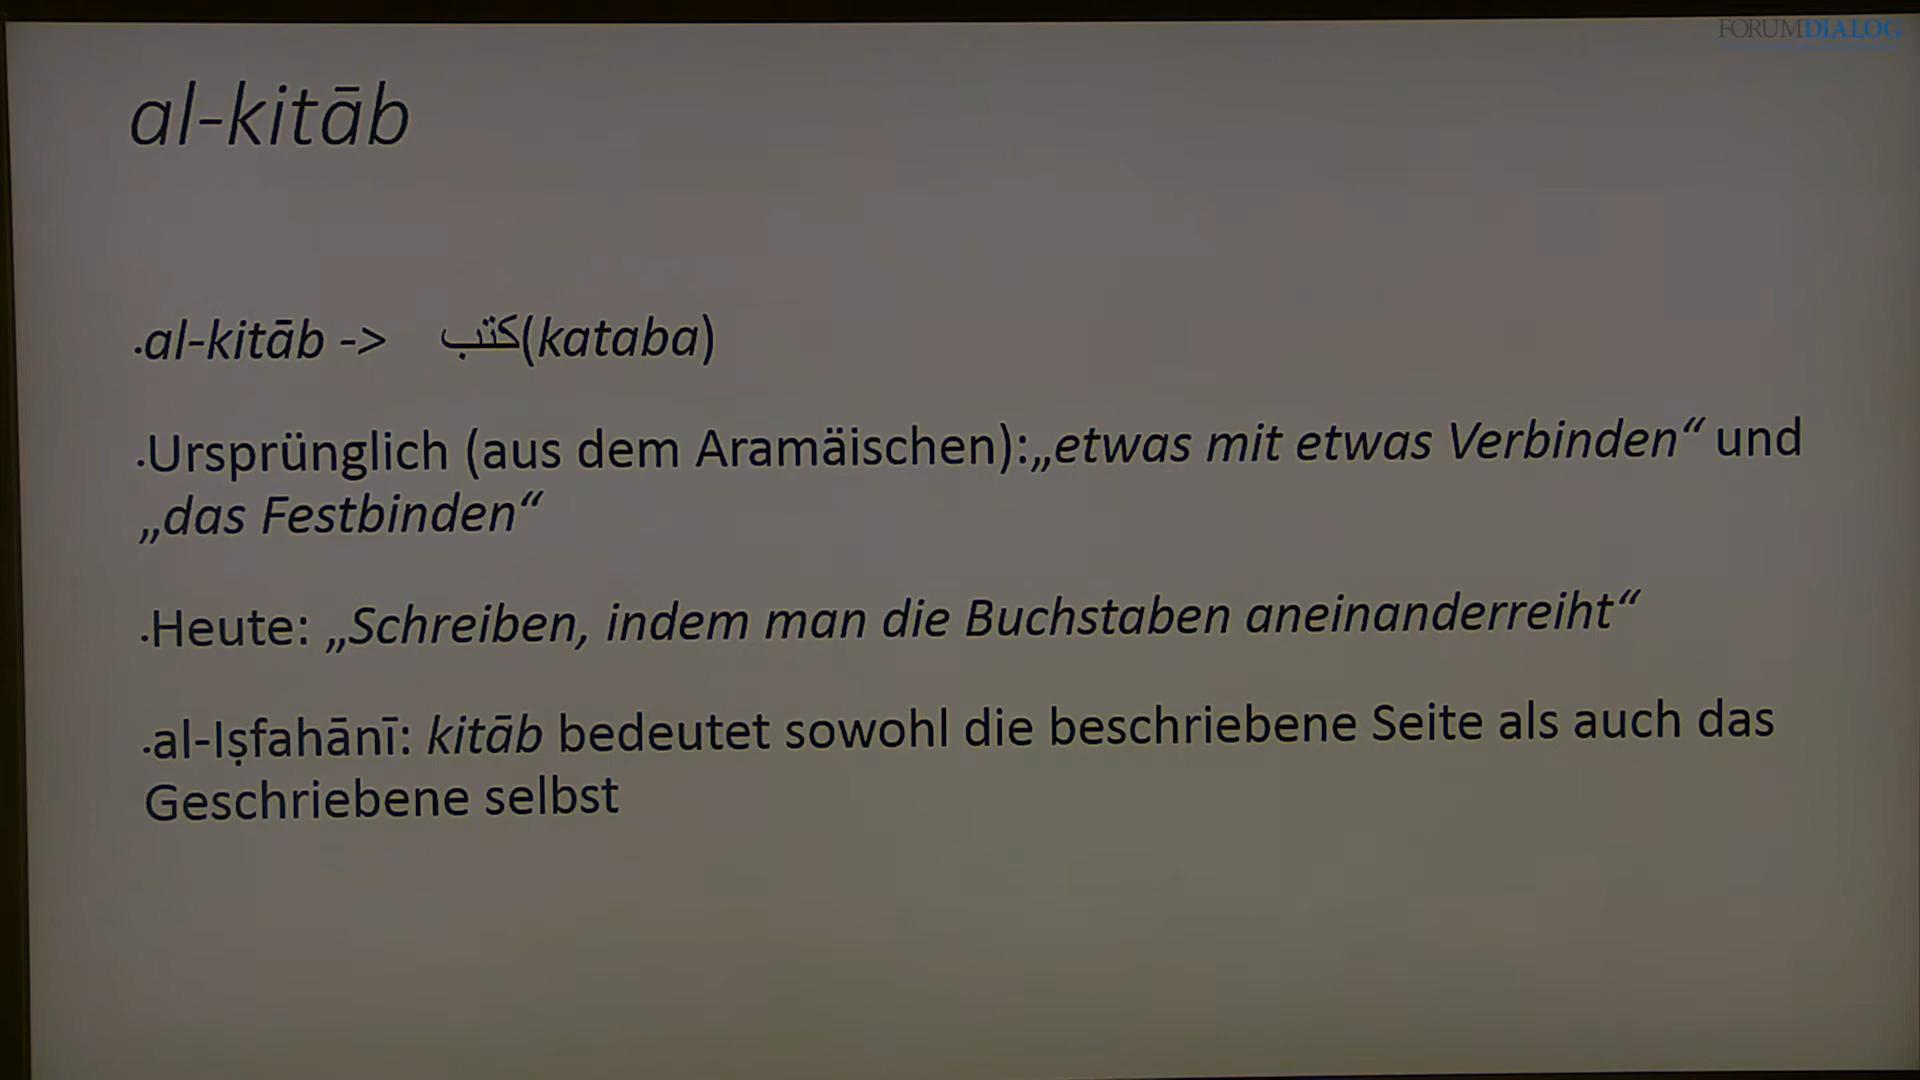 FORUMDIALOG
al-kitāb
·al-kitāb -> كتب(kataba)
·Ursprünglich (aus dem Aramäischen):„etwas mit etwas Verbinden“ und
„das Festbinden“
·Heute: „Schreiben, indem man die Buchstaben aneinanderreiht“
·al-Iṣfahānī: kitāb bedeutet sowohl die beschriebene Seite als auch das
Geschriebene selbst